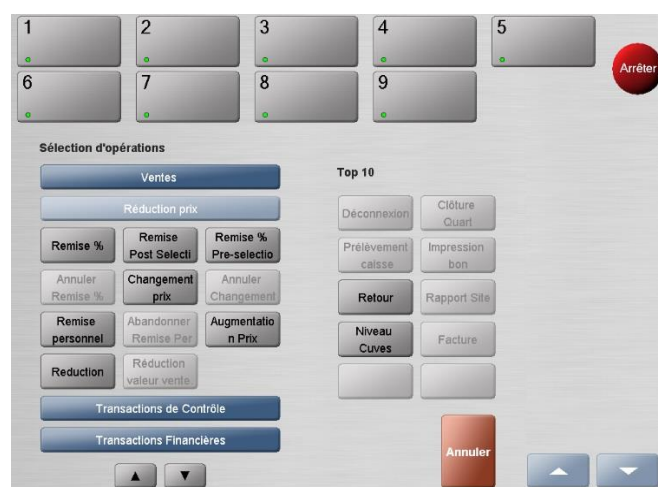 1
2
3
4
5
Arrêter
6
7
8
9
Sélection d'opérations
Ventes
Réduction prix
Remise %
Remise
Post Selecti
Remise %
Pre-selectio
Annuler
Remise %
Changement
prix
Annuler
Changement
Remise
personnel
Abandonner
Remise Per
Augmentatio
n Prix
Reduction
Réduction
valeur vente
Transactions de Contrôle
Transactions Financières
Top 10
Déconnexion
Clôture
Quart
Prélèvement
caisse
Impression
bon
Retour
Rapport Site
Niveau
Cuves
Facture
Annuler